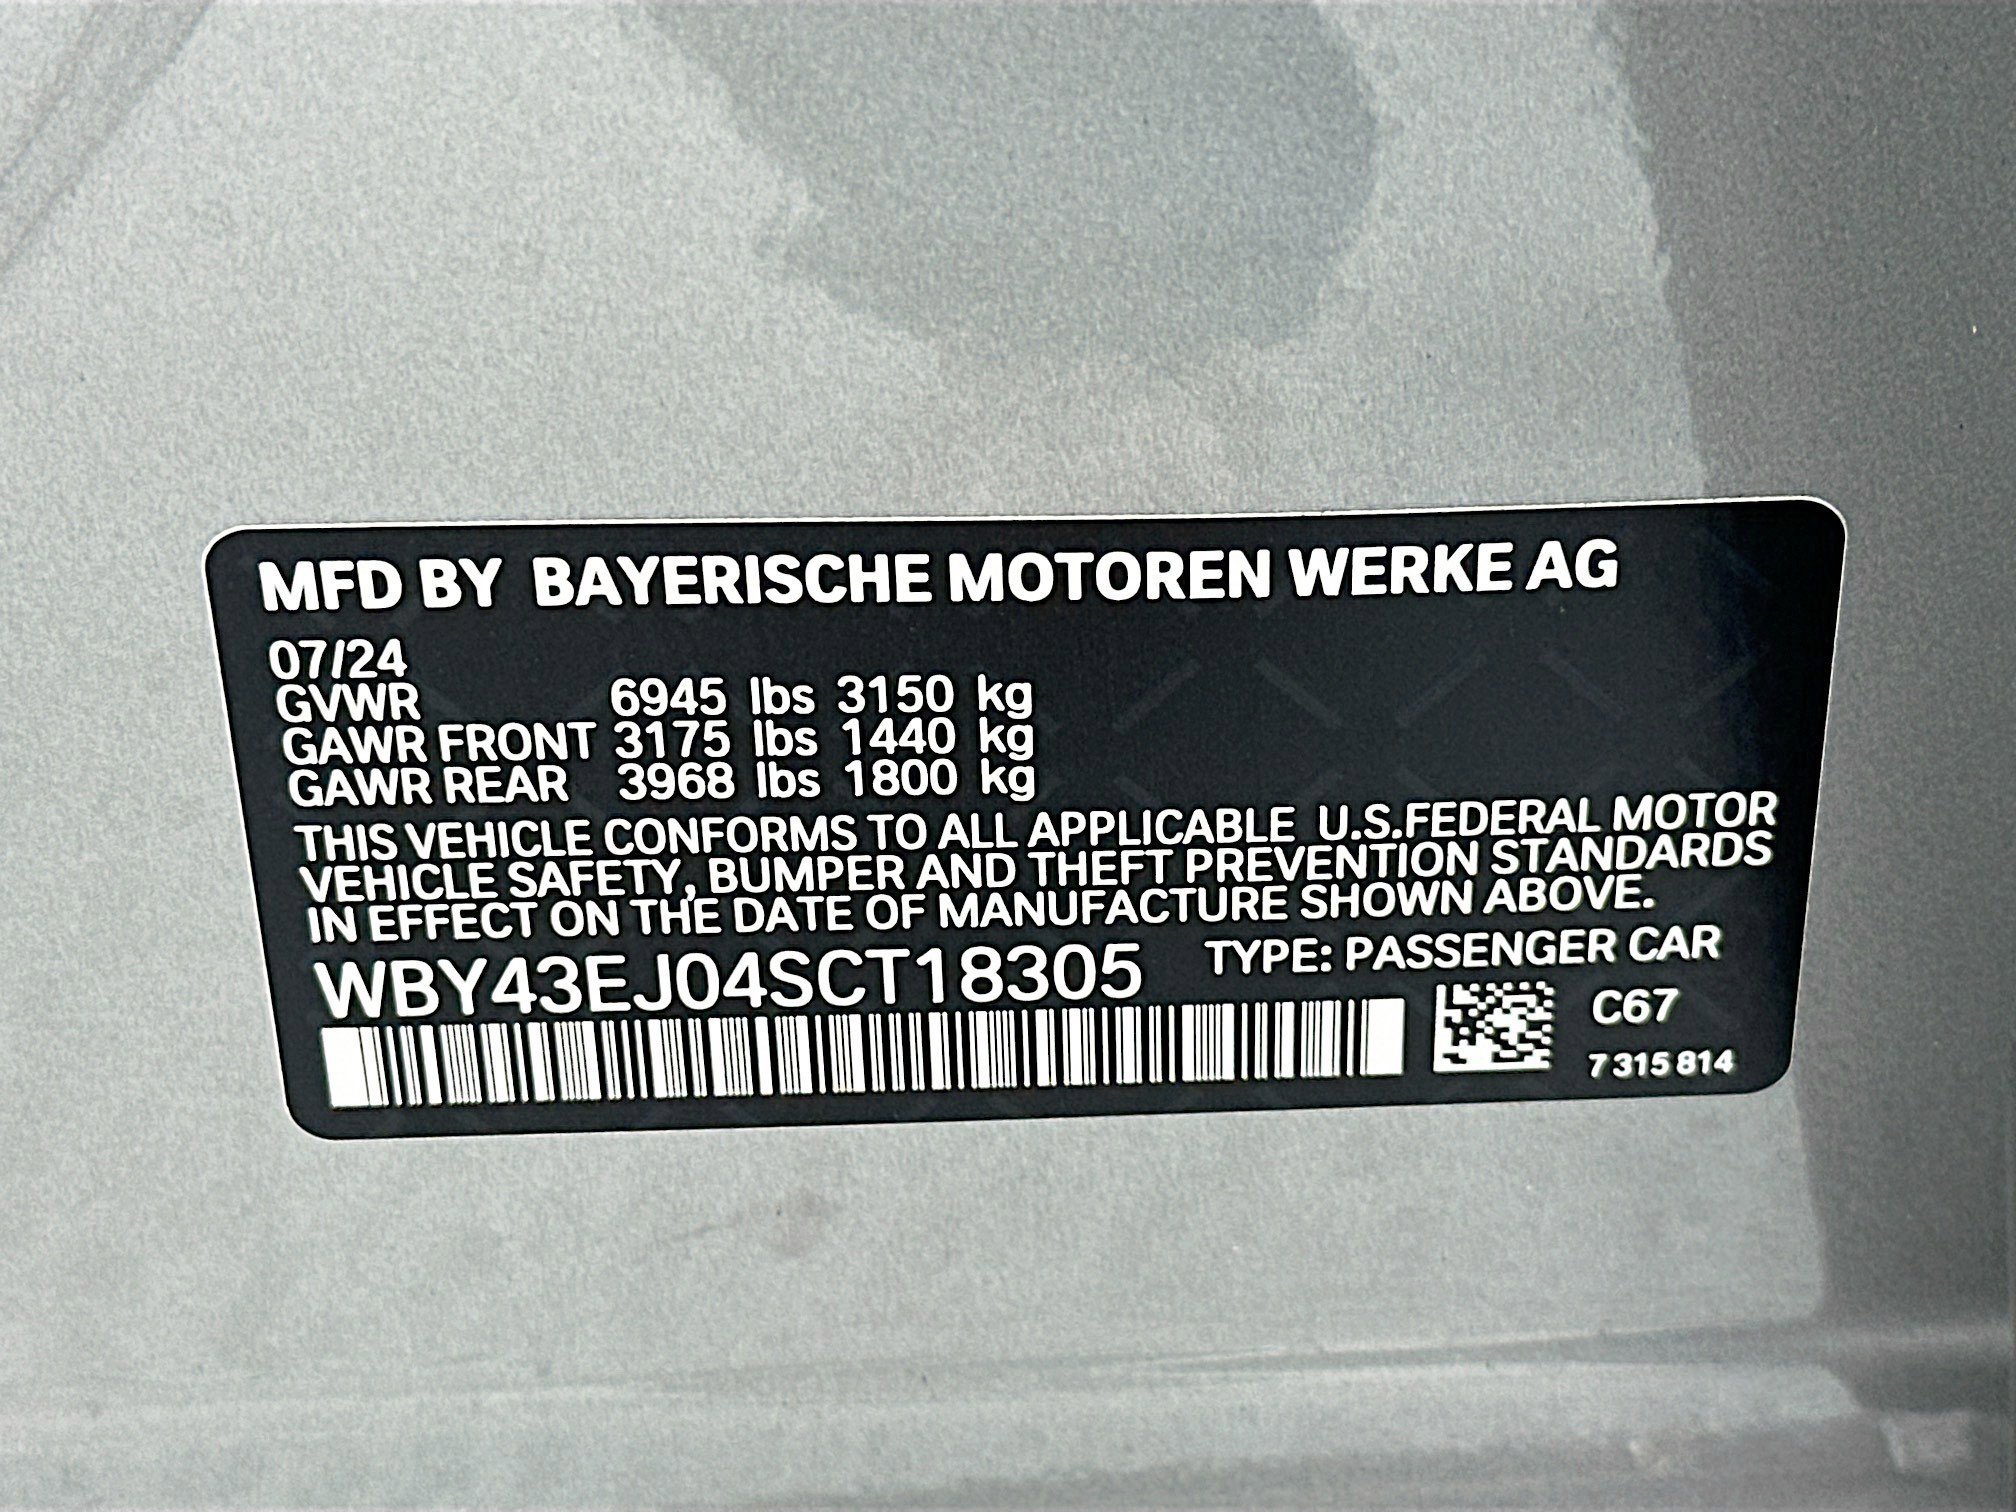 MFD BY BAYERISCHE MOTOREN WERKE AG
07/24
GVWR 6945 lbs 3150 kg
GAWR FRONT 3175 lbs 1440 kg
GAWR REAR 3968 lbs 1800 kg
THIS VEHICLE CONFORMS TO ALL APPLICABLE U.S.FEDERAL MOTOR
VEHICLE SAFETY, BUMPER AND THEFT PREVENTION STANDARDS
IN EFFECT ON THE DATE OF MANUFACTURE SHOWN ABOVE.
WBY43EJ04SCT18305 TYPE: PASSENGER CAR
C67
7 315 814